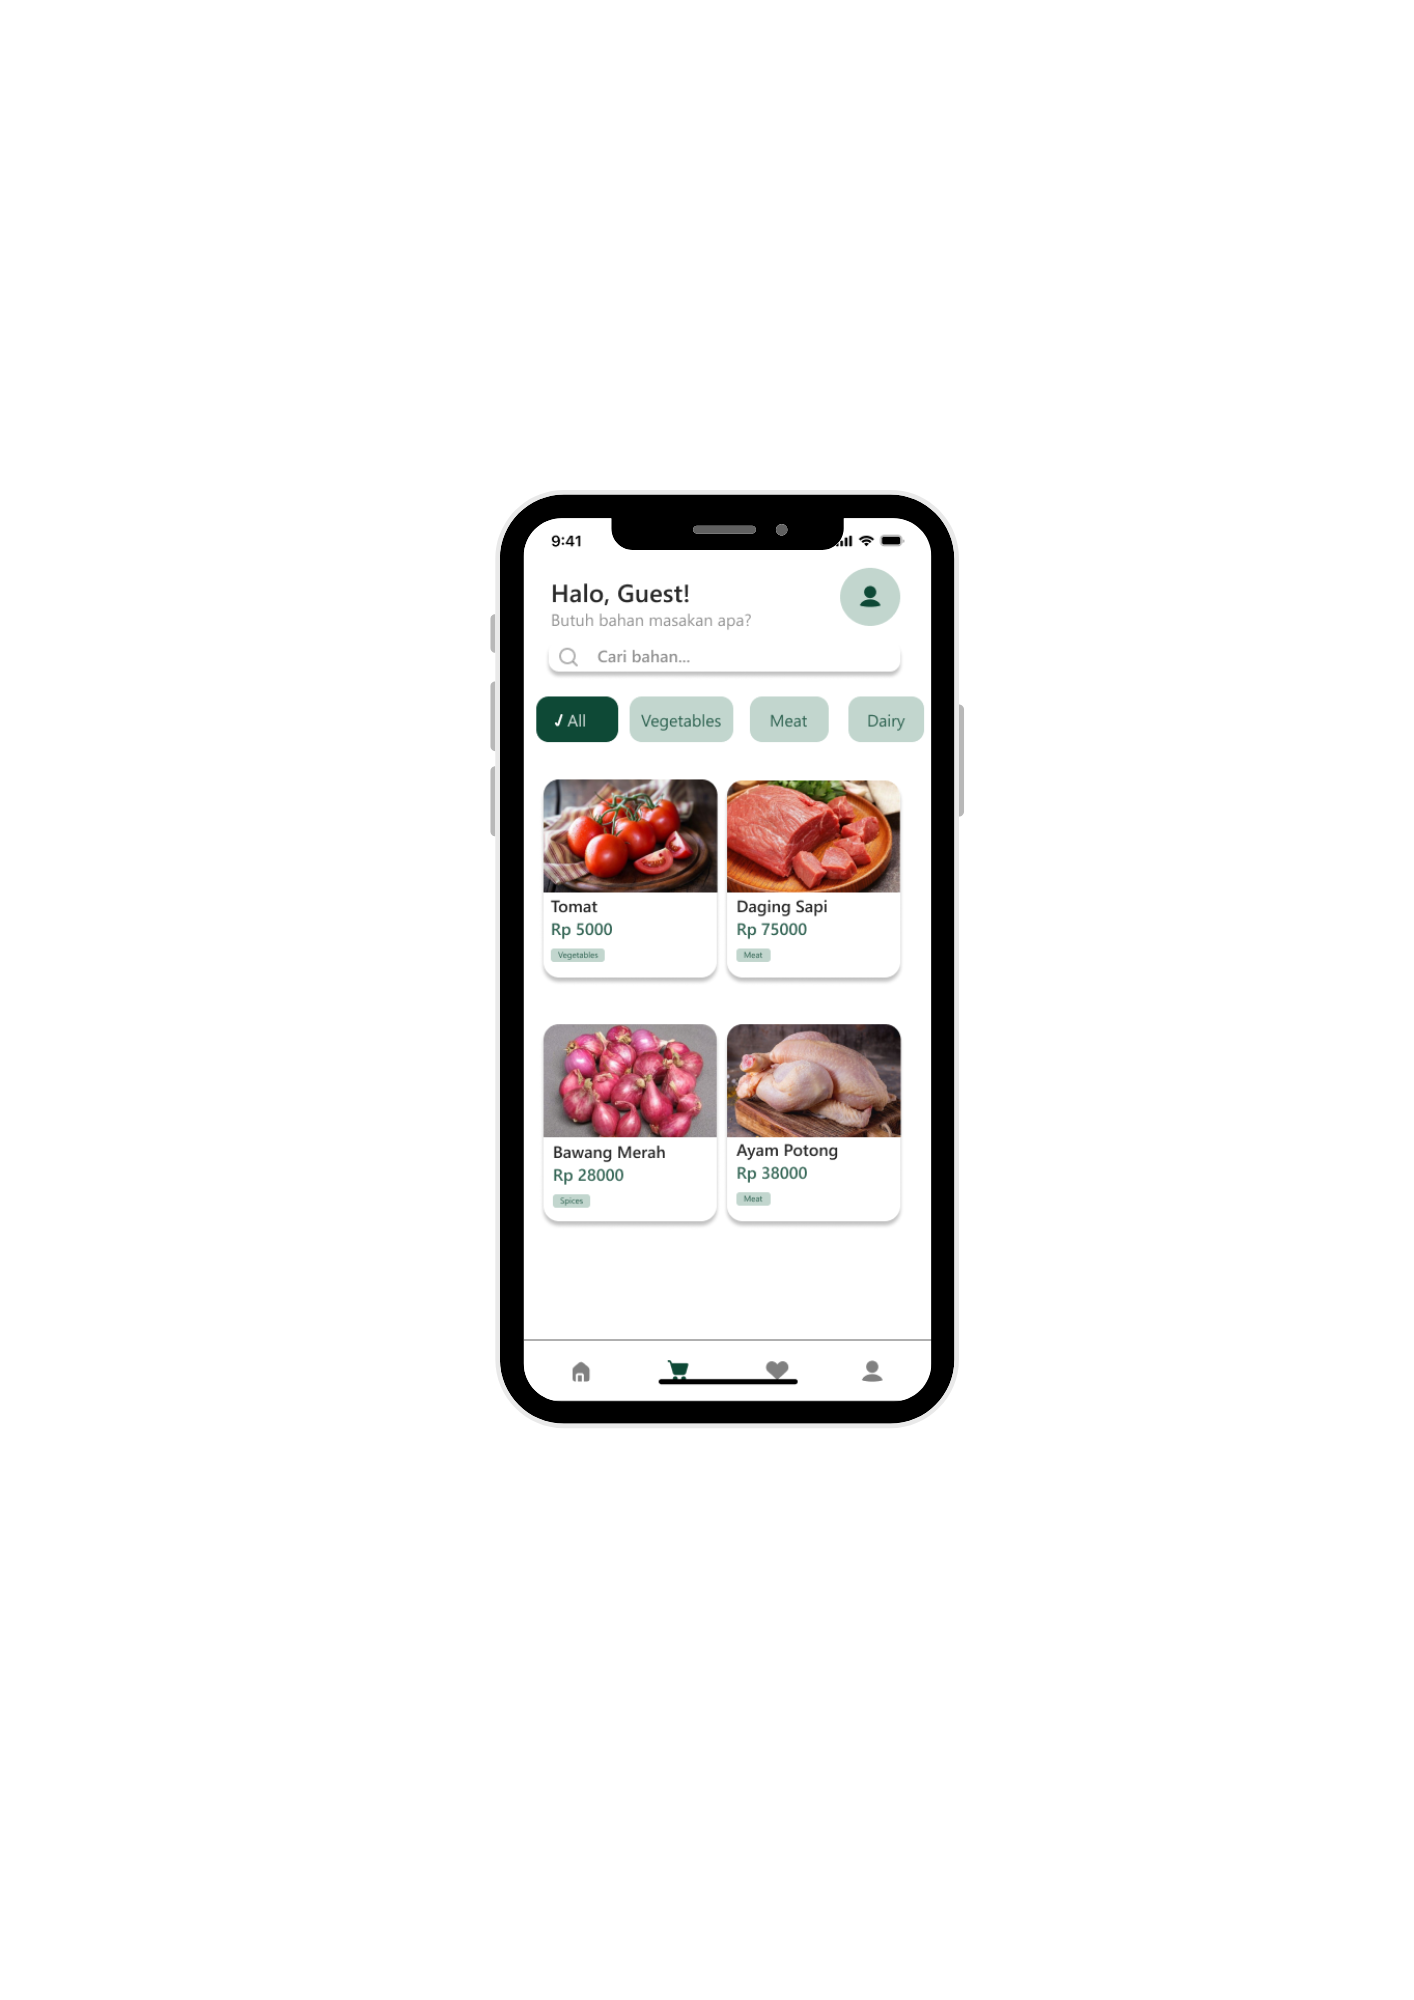 9:41
Halo, Guest!
Butuh bahan masakan apa?
Cari bahan...
✓ All
Vegetables
Meat
Dairy
Tomat
Rp 5000
Vegetables
Daging Sapi
Rp 75000
Meat
Bawang Merah
Rp 28000
Spices
Ayam Potong
Rp 38000
Meat